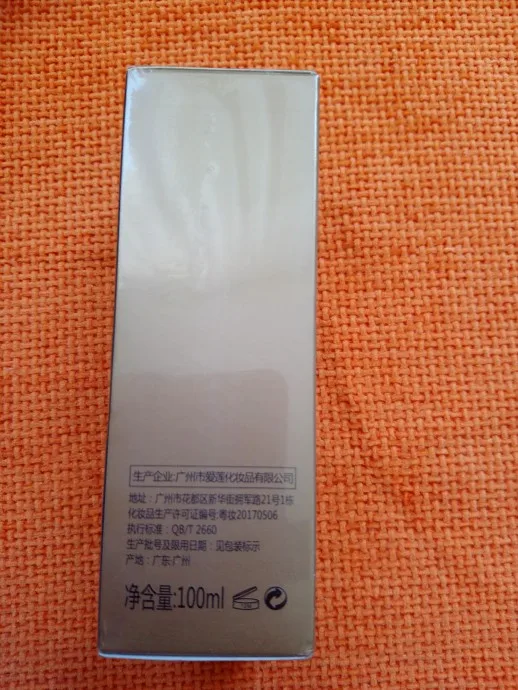 生产企业:广州市爱莲化妆品有限公司
地址：广州市花都区新华街拥军路21号1栋
化妆品生产许可证编号:粤妆20170506
执行标准：QB/T 2660
生产批号及限用日期：见包装标示
产地：广东·广州
净含量:100ml